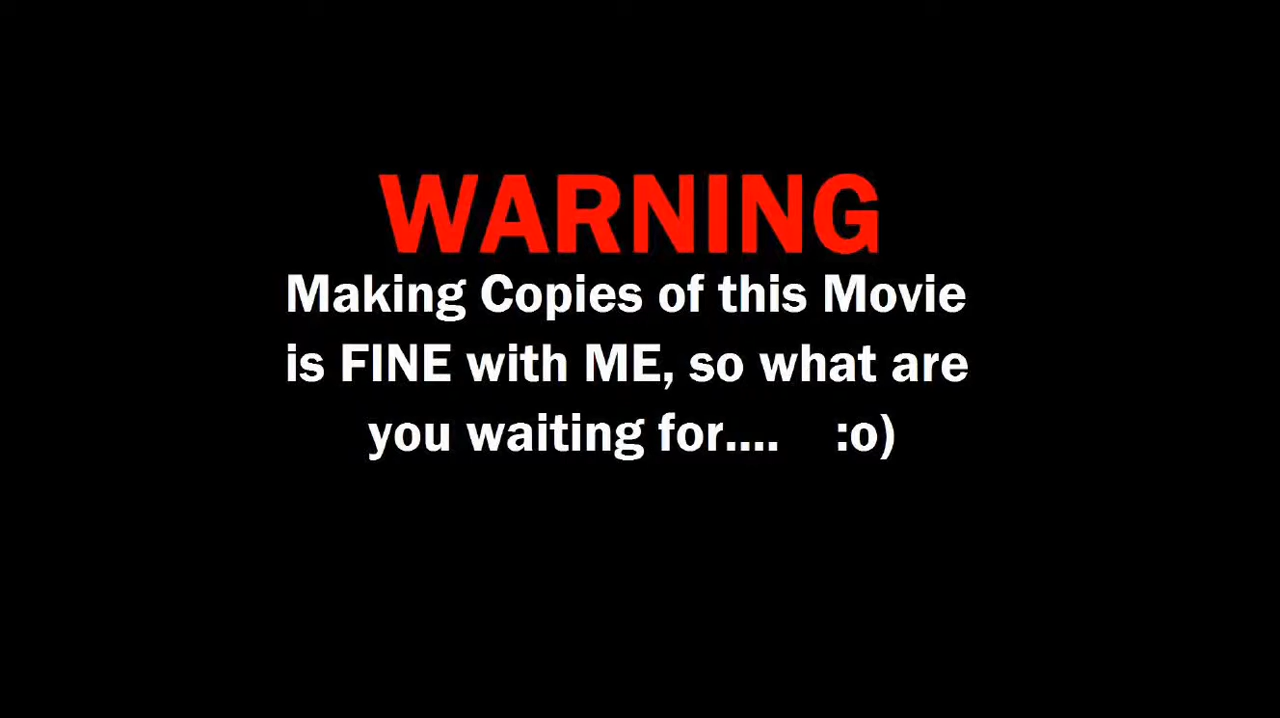 WARNING
Making Copies of this Movie
is FINE with ME, so what are
you waiting for.... :o)